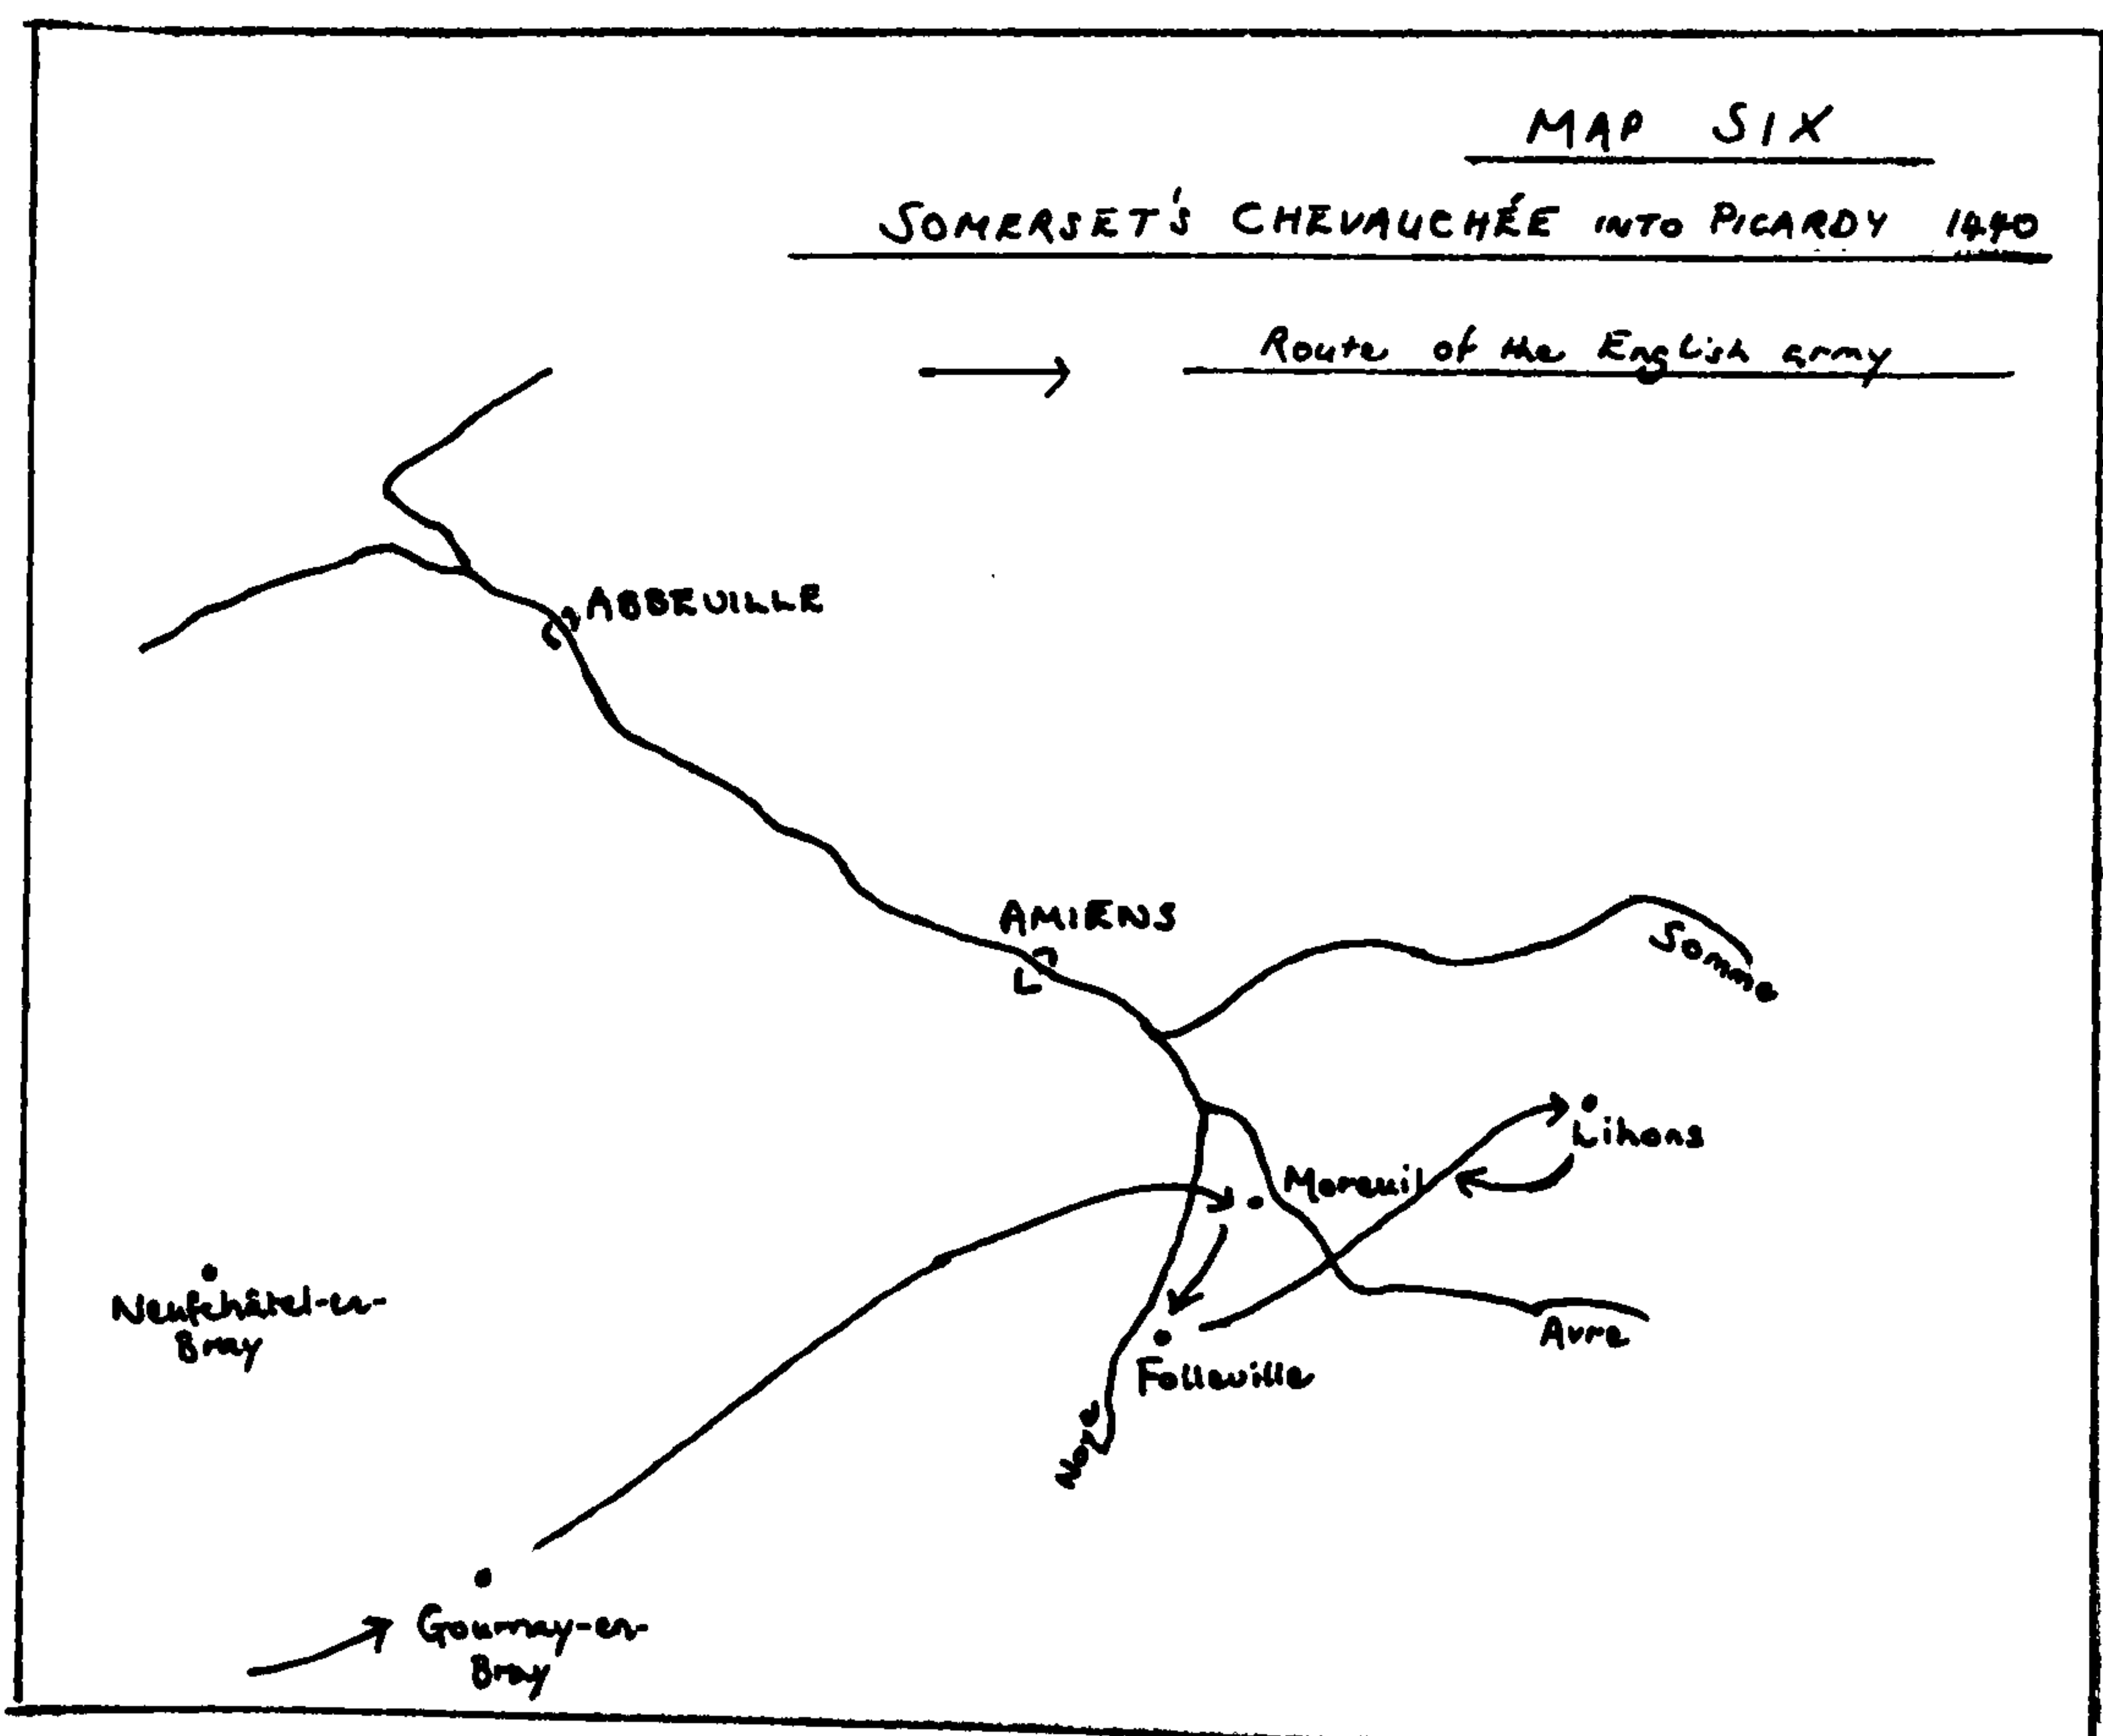 MAP SIX
SOMERSET'S CHEVAUCHÉE INTO PICARDY 1440
Route of the English army
ABBEVILLE
AMIENS
Somme
Lihons
Moreuil
Neufchâtel-en-
Bray
Avre
Folleville
Noye
Gournay-en-
Bray